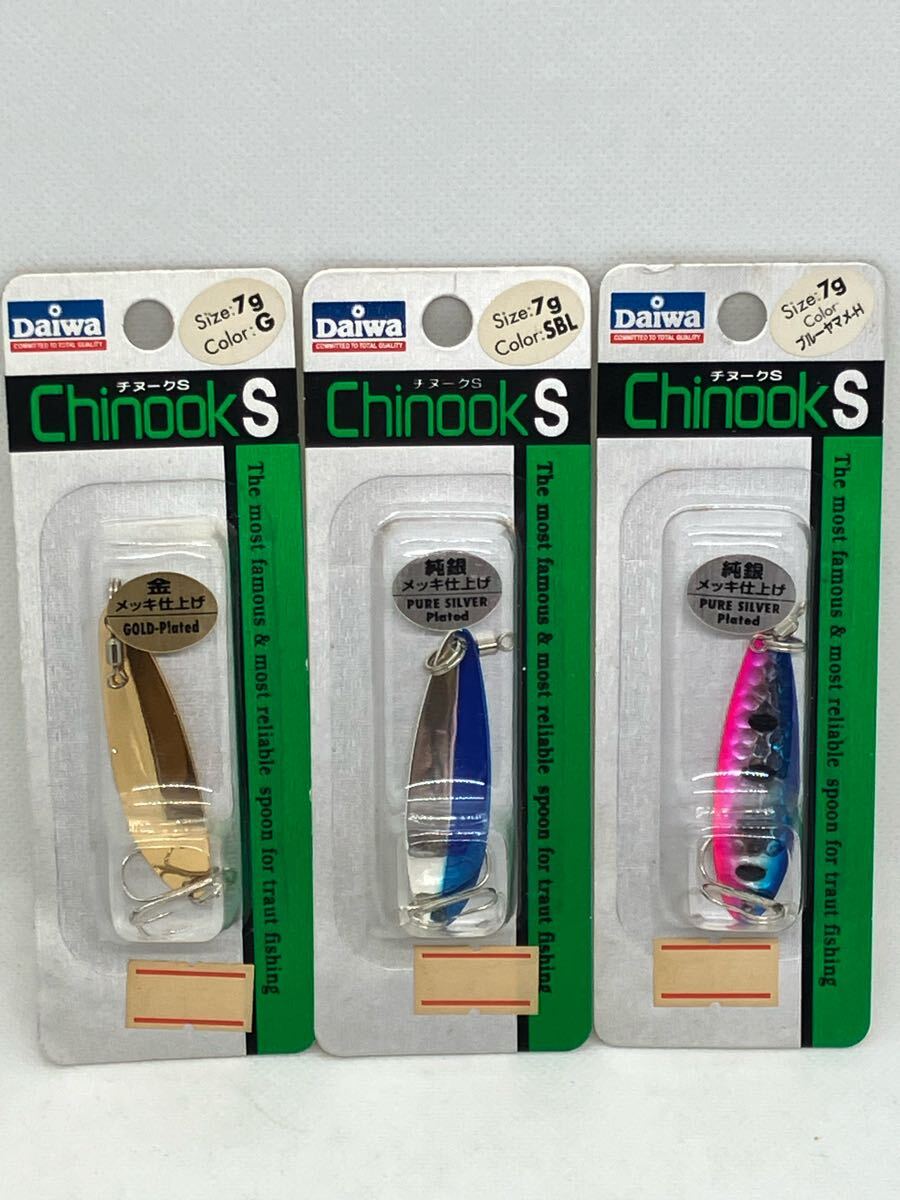 Daiwa
COMMITTED TO TOTAL QUALITY
Size:7g
Color:G
チヌークS
Chinook S
The most famous & most reliable spoon for traut fishing
金
メッキ仕上げ
GOLD-Plated
Daiwa
COMMITTED TO TOTAL QUALITY
Size:7g
Color:SBL
チヌークS
Chinook S
The most famous & most reliable spoon for traut fishing
純銀
メッキ仕上げ
PURE SILVER
Plated
Daiwa
COMMITTED TO TOTAL QUALITY
Size:7g
Color
ブルーヤマメ-H
チヌークS
Chinook S
The most famous & most reliable spoon for traut fishing
純銀
メッキ仕上げ
PURE SILVER
Plated